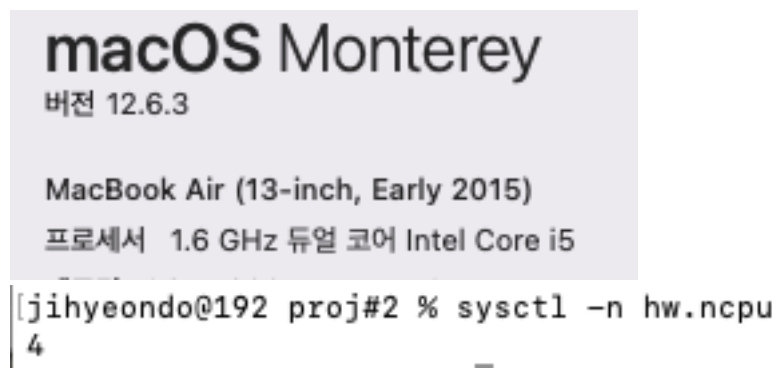 macOS Monterey
버전 12.6.3
MacBook Air (13-inch, Early 2015)
프로세서 1.6 GHz 듀얼 코어 Intel Core i5
[jihyeondo@192 proj#2 % sysctl -n hw.ncpu
4